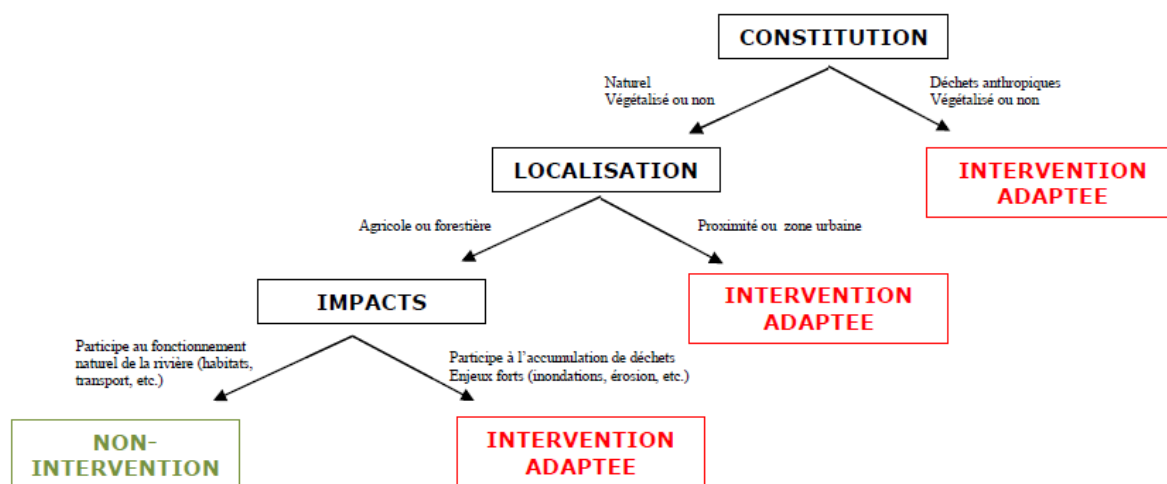 CONSTITUTION
Naturel
Végétalisé ou non
Déchets anthropiques
Végétalisé ou non
LOCALISATION
INTERVENTION
ADAPTEE
Agricole ou forestière
Proximité ou zone urbaine
IMPACTS
INTERVENTION
ADAPTEE
Participe au fonctionnement
naturel de la rivière (habitats,
transport, etc.)
Participe à l'accumulation de déchets
Enjeux forts (inondations, érosion, etc.)
NON-
INTERVENTION
INTERVENTION
ADAPTEE